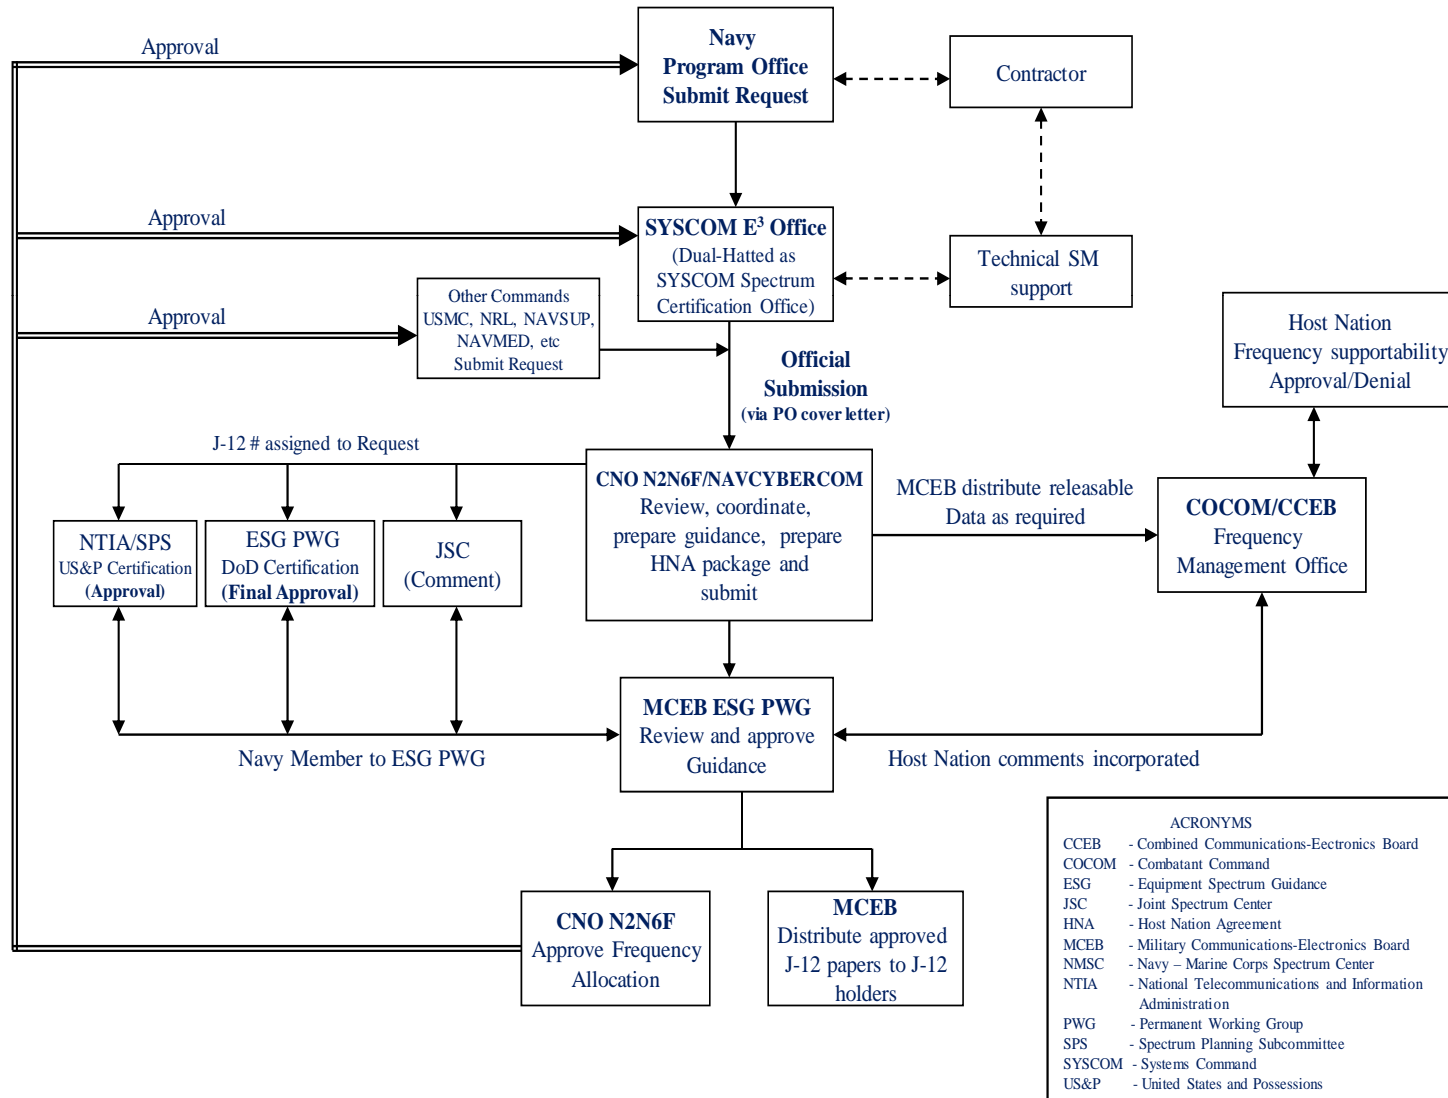 Approval
Navy
Program Office
Submit Request
Contractor
Approval
SYSCOM E³ Office
(Dual-Hatted as
SYSCOM Spectrum
Certification Office)
Technical SM
support
Approval
Other Commands
USMC, NRL, NAVSUP,
NAVMED, etc
Submit Request
Official
Submission
(via PO cover letter)
Host Nation
Frequency supportability
Approval/Denial
J-12 # assigned to Request
NTIA/SPS
US&P Certification
(Approval)
ESG PWG
DoD Certification
(Final Approval)
JSC
(Comment)
CNO N2N6F/NAVCYBERCOM
Review, coordinate,
prepare guidance, prepare
HNA package and
submit
MCEB distribute releasable
Data as required
COCOM/CCEB
Frequency
Management Office
Navy Member to ESG PWG
MCEB ESG PWG
Review and approve
Guidance
Host Nation comments incorporated
CNO N2N6F
Approve Frequency
Allocation
MCEB
Distribute approved
J-12 papers to J-12
holders
ACRONYMS
CCEB - Combined Communications-Eectronics Board
COCOM - Combatant Command
ESG - Equipment Spectrum Guidance
JSC - Joint Spectrum Center
HNA - Host Nation Agreement
MCEB - Military Communications-Electronics Board
NMSC - Navy – Marine Corps Spectrum Center
NTIA - National Telecommunications and Information
Administration
PWG - Permanent Working Group
SPS - Spectrum Planning Subcommittee
SYSCOM - Systems Command
US&P - United States and Possessions